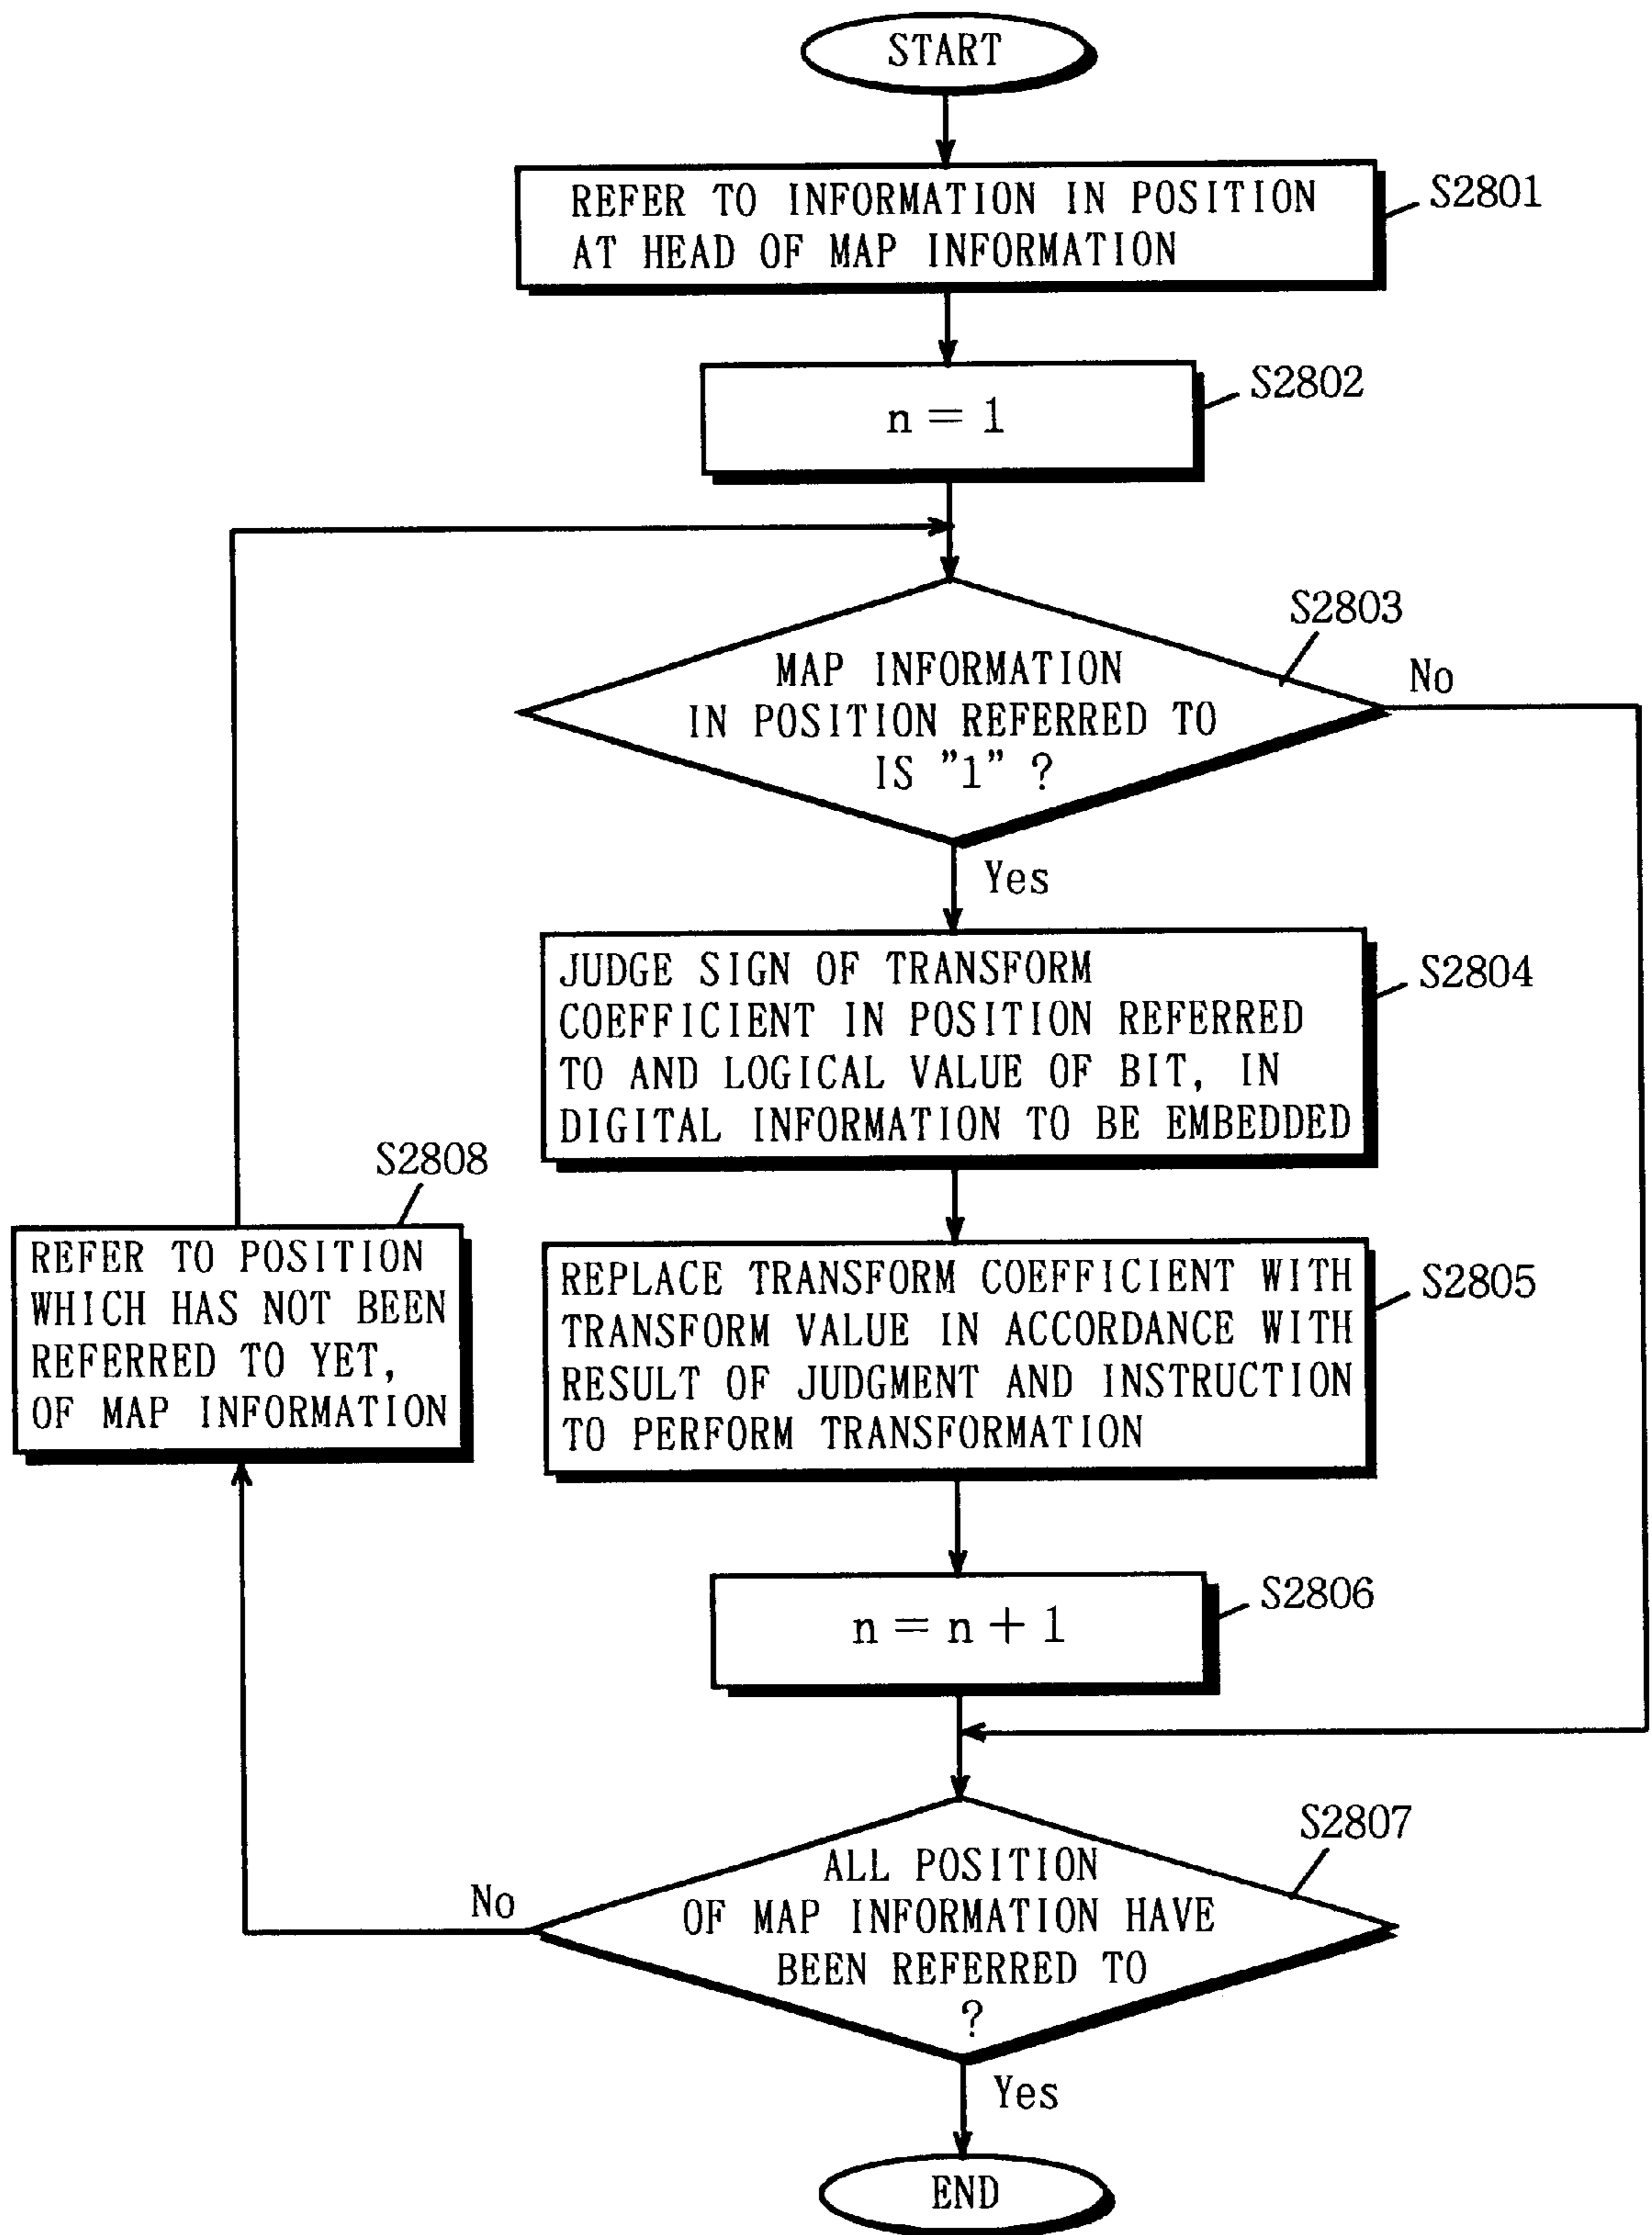 START
REFER TO INFORMATION IN POSITION
AT HEAD OF MAP INFORMATION
S2801
n = 1
S2802
MAP INFORMATION
IN POSITION REFERRED TO
IS "1" ?
S2803
No
Yes
JUDGE SIGN OF TRANSFORM
COEFFICIENT IN POSITION REFERRED
TO AND LOGICAL VALUE OF BIT, IN
DIGITAL INFORMATION TO BE EMBEDDED
S2804
S2808
REFER TO POSITION
WHICH HAS NOT BEEN
REFERRED TO YET,
OF MAP INFORMATION
REPLACE TRANSFORM COEFFICIENT WITH
TRANSFORM VALUE IN ACCORDANCE WITH
RESULT OF JUDGMENT AND INSTRUCTION
TO PERFORM TRANSFORMATION
S2805
n = n + 1
S2806
ALL POSITION
OF MAP INFORMATION HAVE
BEEN REFERRED TO
?
S2807
No
Yes
END